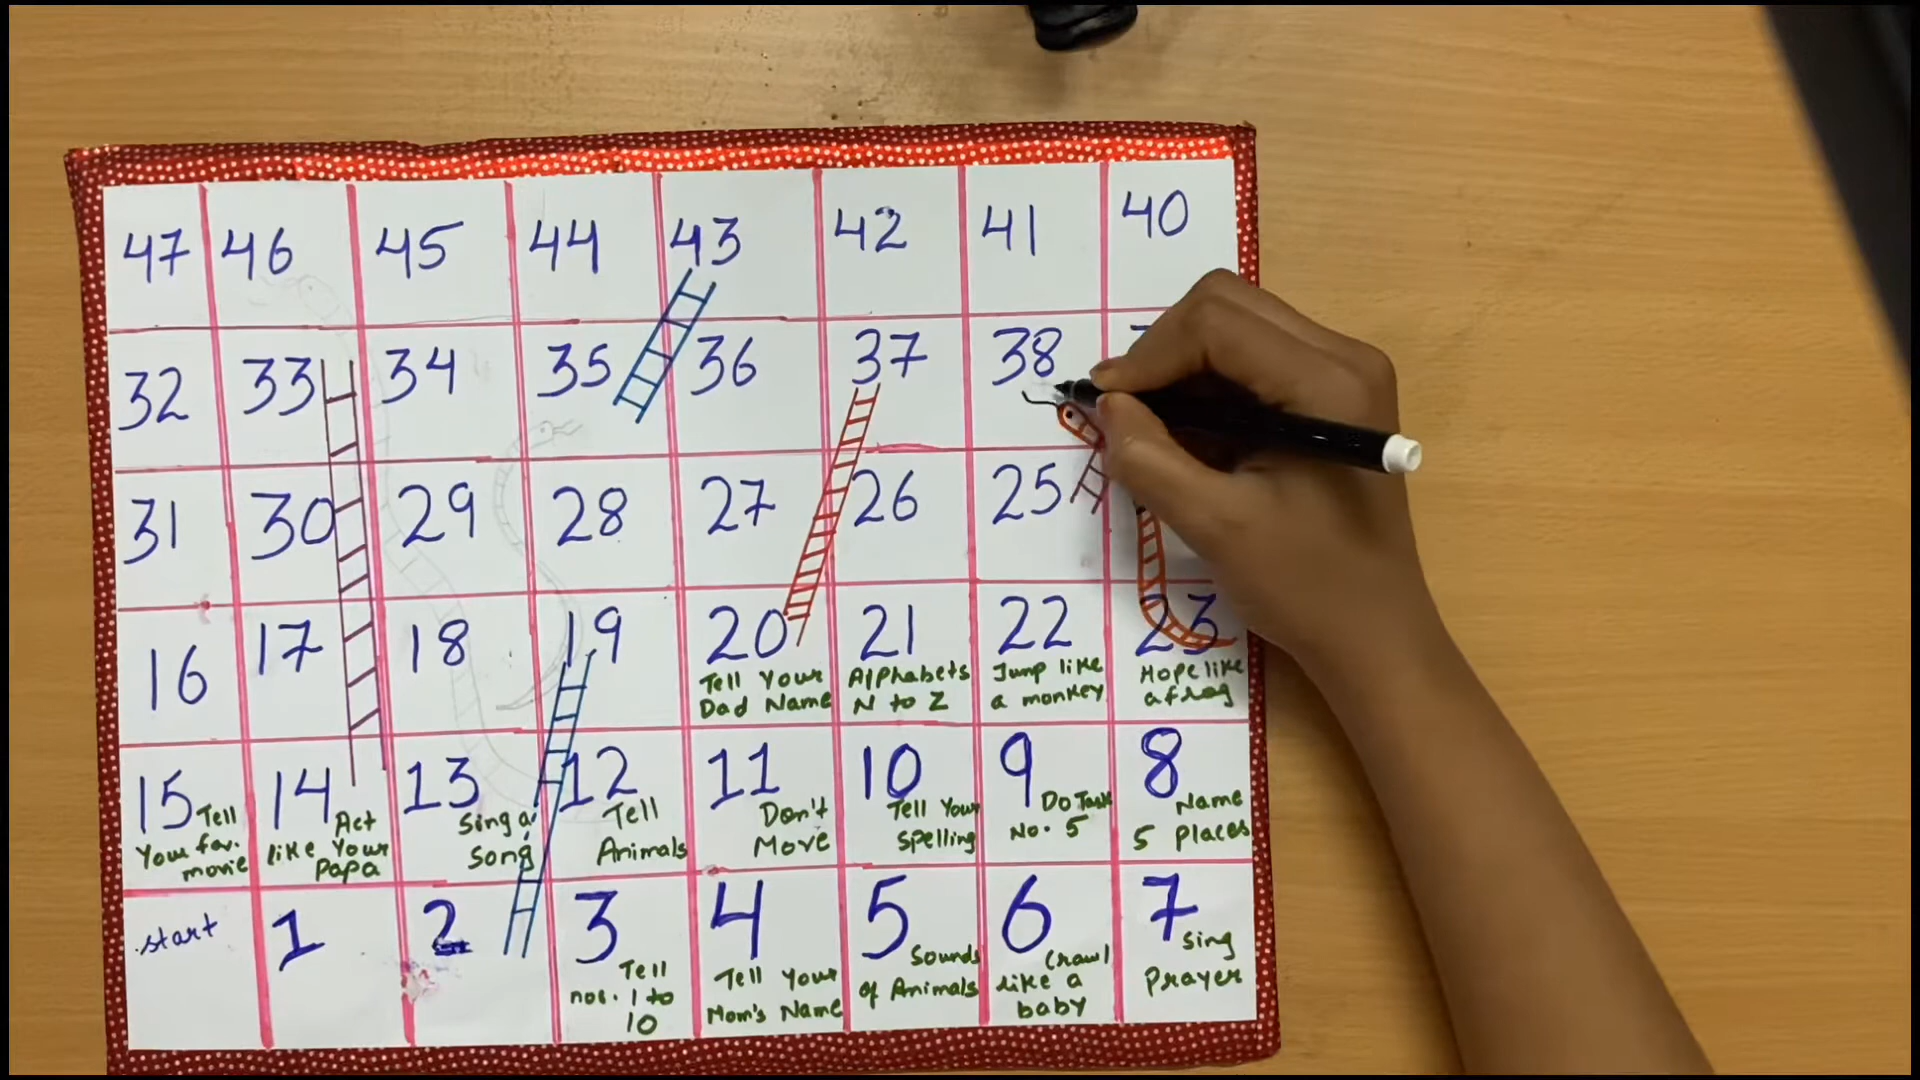 47 46 45 44 43 42 41 40
32 33 34 35 36 37 38
31 30 29 28 27 26 25
16 17 18 19 20 21 22 23
Tell Your
Dad Name
Alphabets
N to Z
Jump like
a monkey
Hope like
a frog
15 14 13 12 11 10 9 8
Tell
Your fav.
movie
Act
like Your
Papa
Sing a
Song
Tell
Animals
Don't
Move
Tell Your
spelling
Do Task
No. 5
Name
5 Places
start 1 2 3 4 5 6 7
Tell
nos. 1 to
10
Tell Your
Mom's Name
Sounds
of Animals
Crawl
like a
baby
Sing
Prayer